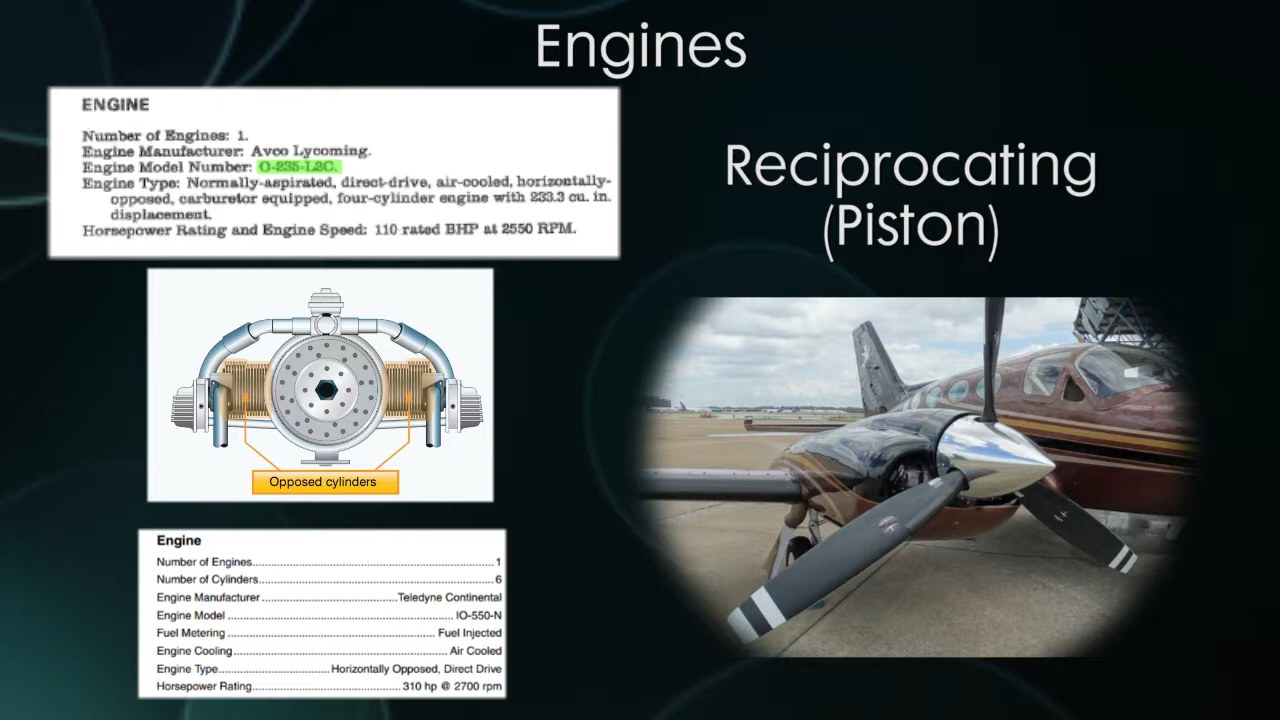 Engines
ENGINE
Number of Engines: 1.
Engine Manufacturer: Avco Lycoming.
Engine Model Number: O-235-L2C.
Engine Type: Normally-aspirated, direct-drive, air-cooled, horizontally-
opposed, carburetor equipped, four-cylinder engine with 233.3 cu. in.
displacement.
Horsepower Rating and Engine Speed: 110 rated BHP at 2550 RPM.
Reciprocating
(Piston)
Opposed cylinders
Engine
Number of Engines....................................................................1
Number of Cylinders..................................................................6
Engine Manufacturer ......................................Teledyne Continental
Engine Model ............................................................... IO-550-N
Fuel Metering .......................................................... Fuel Injected
Engine Cooling............................................................ Air Cooled
Engine Type............................... Horizontally Opposed, Direct Drive
Horsepower Rating......................................... 310 hp @ 2700 rpm